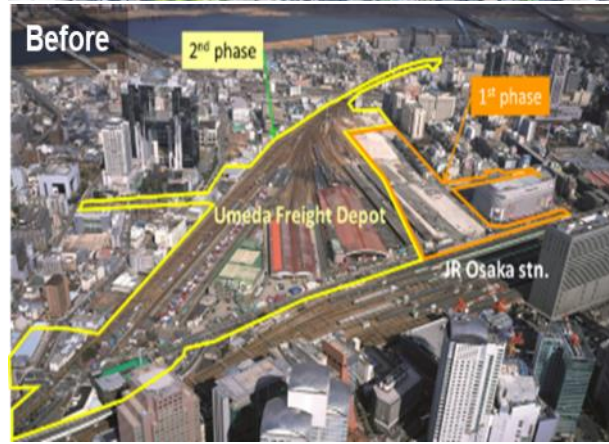 Before
2nd phase
1st phase
Umeda Freight Depot
JR Osaka stn.